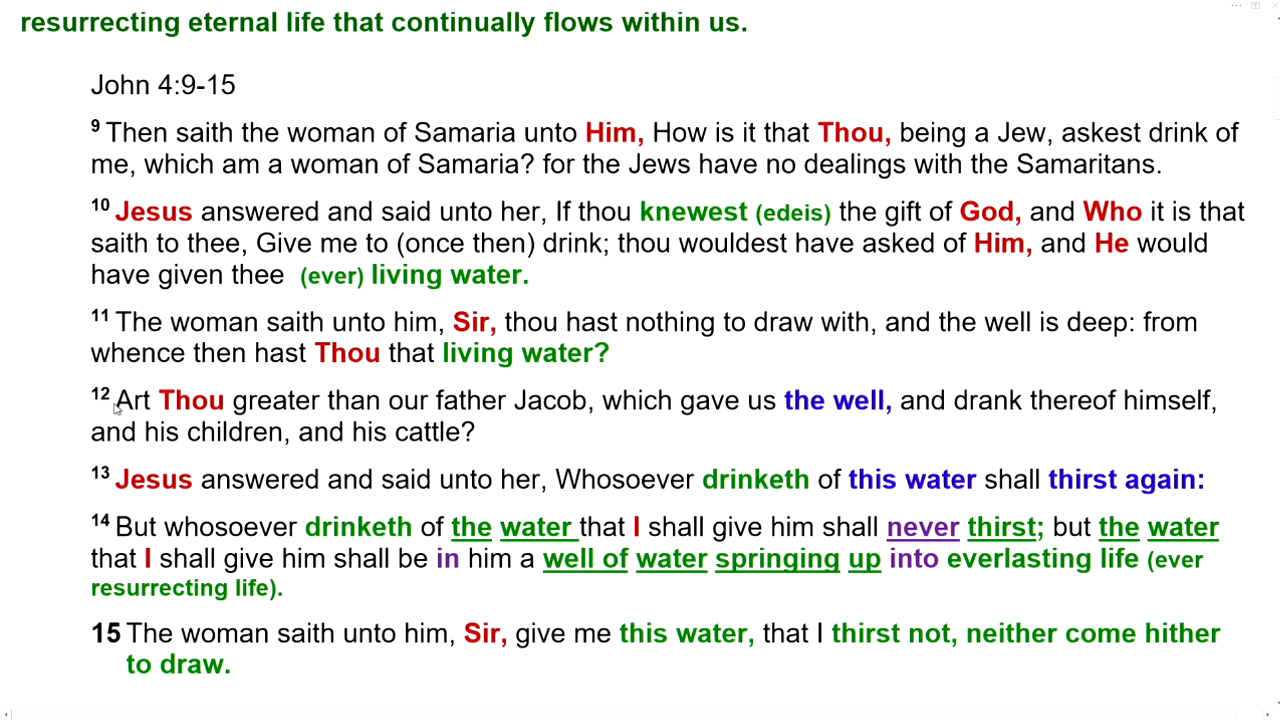 resurrecting eternal life that continually flows within us.
John 4:9-15
9 Then saith the woman of Samaria unto Him, How is it that Thou, being a Jew, askest drink of
me, which am a woman of Samaria? for the Jews have no dealings with the Samaritans.
10 Jesus answered and said unto her, If thou knewest (edeis) the gift of God, and Who it is that
saith to thee, Give me to (once then) drink; thou wouldest have asked of Him, and He would
have given thee (ever) living water.
11 The woman saith unto him, Sir, thou hast nothing to draw with, and the well is deep: from
whence then hast Thou that living water?
12 Art Thou greater than our father Jacob, which gave us the well, and drank thereof himself,
and his children, and his cattle?
13 Jesus answered and said unto her, Whosoever drinketh of this water shall thirst again:
14 But whosoever drinketh of the water that I shall give him shall never thirst; but the water
that I shall give him shall be in him a well of water springing up into everlasting life (ever
resurrecting life).
15 The woman saith unto him, Sir, give me this water, that I thirst not, neither come hither
to draw.